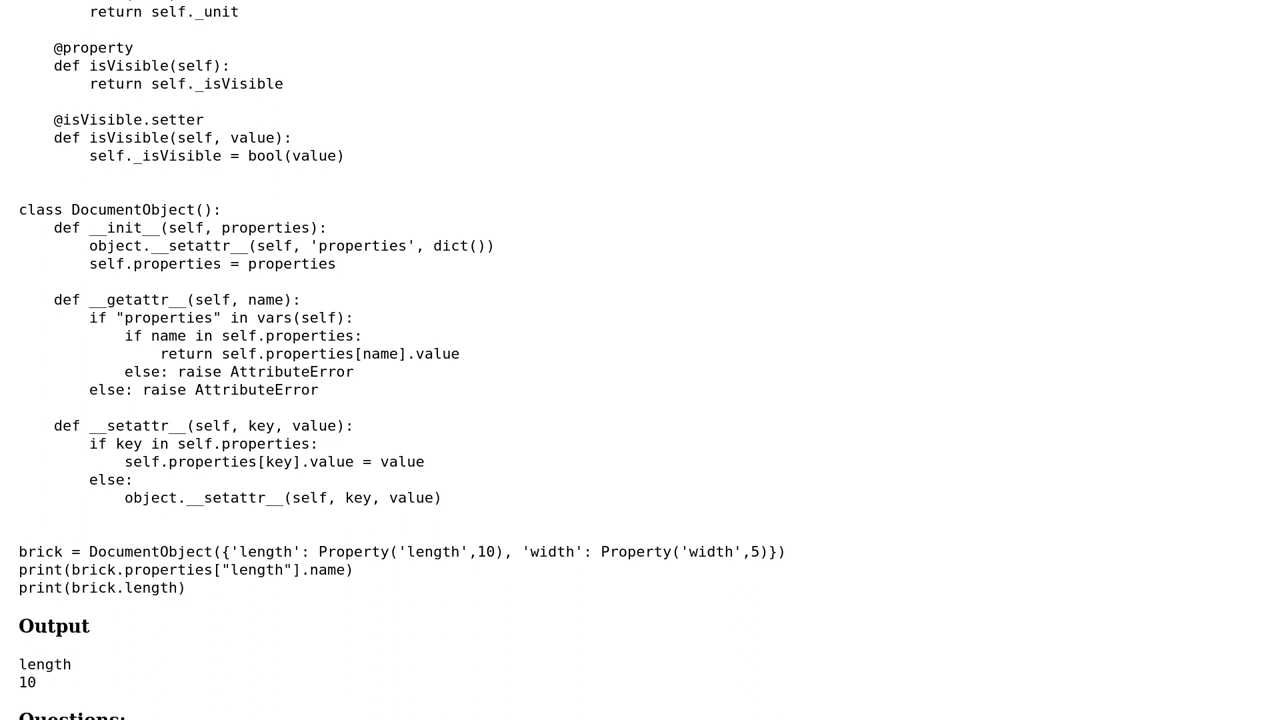 return self._unit

    @property
    def isVisible(self):
        return self._isVisible

    @isVisible.setter
    def isVisible(self, value):
        self._isVisible = bool(value)


class DocumentObject():
    def __init__(self, properties):
        object.__setattr__(self, 'properties', dict())
        self.properties = properties

    def __getattr__(self, name):
        if "properties" in vars(self):
            if name in self.properties:
                return self.properties[name].value
            else: raise AttributeError
        else: raise AttributeError

    def __setattr__(self, key, value):
        if key in self.properties:
            self.properties[key].value = value
        else:
            object.__setattr__(self, key, value)


brick = DocumentObject({'length': Property('length',10), 'width': Property('width',5)})
print(brick.properties["length"].name)
print(brick.length)
Output
length
10
Questions: